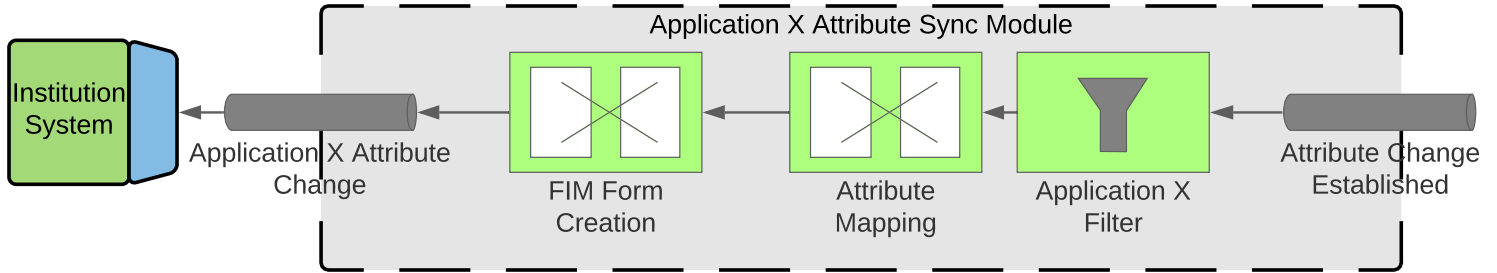 Application X Attribute Sync Module
Institution
System
Application X Attribute
Change
FIM Form
Creation
Attribute
Mapping
Application X
Filter
Attribute Change
Established